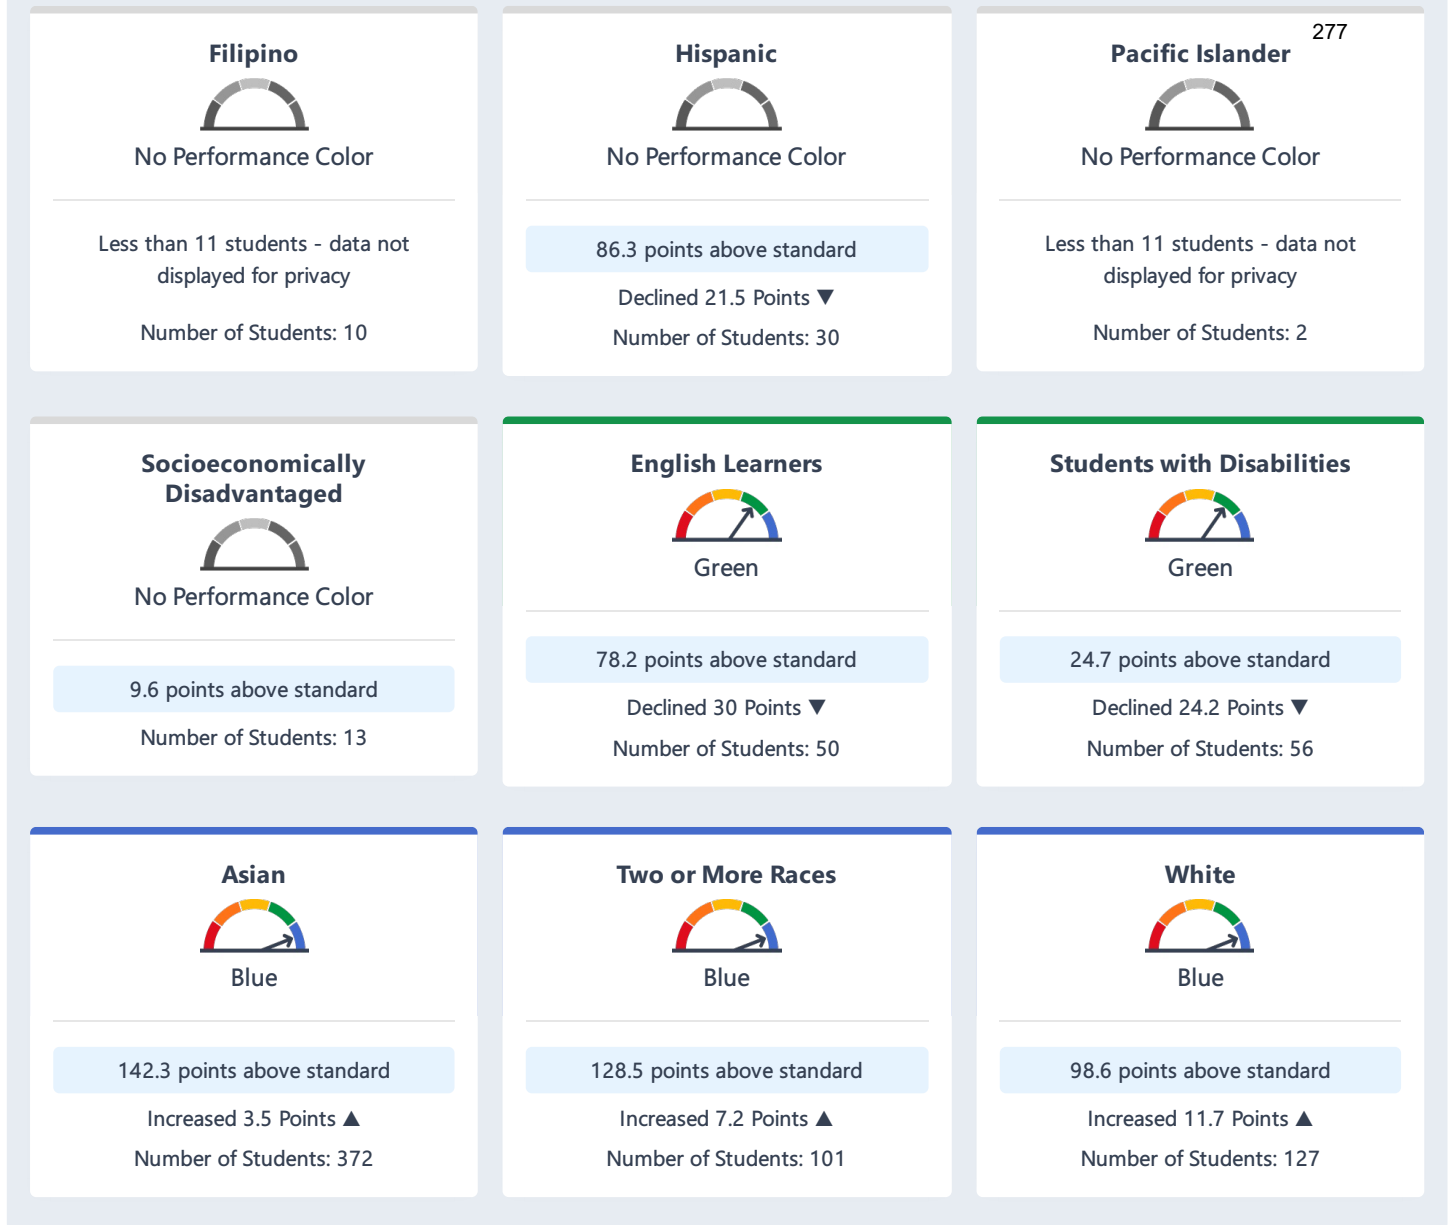 277
Filipino
No Performance Color
Less than 11 students - data not
displayed for privacy
Number of Students: 10
Hispanic
No Performance Color
86.3 points above standard
Declined 21.5 Points ▼
Number of Students: 30
Pacific Islander
No Performance Color
Less than 11 students - data not
displayed for privacy
Number of Students: 2
Socioeconomically
Disadvantaged
No Performance Color
9.6 points above standard
Number of Students: 13
English Learners
Green
78.2 points above standard
Declined 30 Points ▼
Number of Students: 50
Students with Disabilities
Green
24.7 points above standard
Declined 24.2 Points ▼
Number of Students: 56
Asian
Blue
142.3 points above standard
Increased 3.5 Points ▲
Number of Students: 372
Two or More Races
Blue
128.5 points above standard
Increased 7.2 Points ▲
Number of Students: 101
White
Blue
98.6 points above standard
Increased 11.7 Points ▲
Number of Students: 127